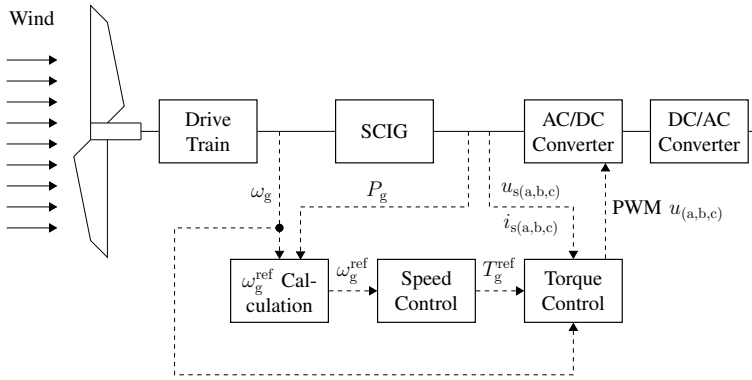 Wind
Drive
Train
SCIG
AC/DC
Converter
DC/AC
Converter
ω_g
P_g
u_s(a,b,c)
i_s(a,b,c)
PWM u_(a,b,c)
ω_g^ref Cal-
culation
ω_g^ref
Speed
Control
T_g^ref
Torque
Control